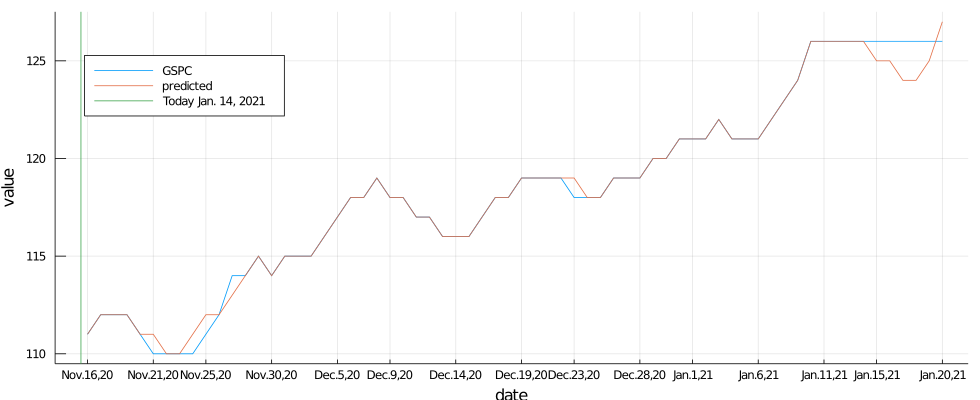 125
120
115
110
value
GSPC
predicted
Today Jan. 14, 2021
Nov.16,20 Nov.21,20 Nov.25,20 Nov.30,20 Dec.5,20 Dec.9,20 Dec.14,20 Dec.19,20 Dec.23,20 Dec.28,20 Jan.1,21 Jan.6,21 Jan.11,21 Jan.15,21 Jan.20,21
date